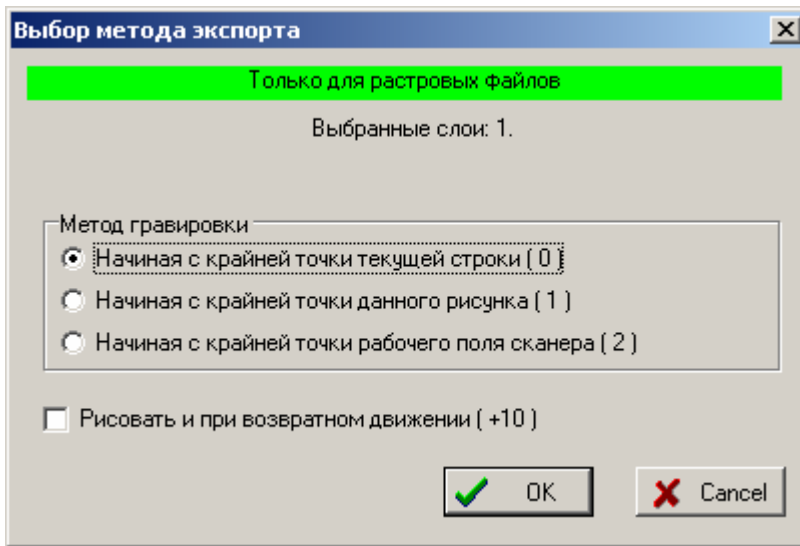 Выбор метода экспорта
Только для растровых файлов
Выбранные слои: 1.
Метод гравировки
Начиная с крайней точки текущей строки ( 0 )
Начиная с крайней точки данного рисунка ( 1 )
Начиная с крайней точки рабочего поля сканера ( 2 )
Рисовать и при возвратном движении ( +10 )
OK
Cancel